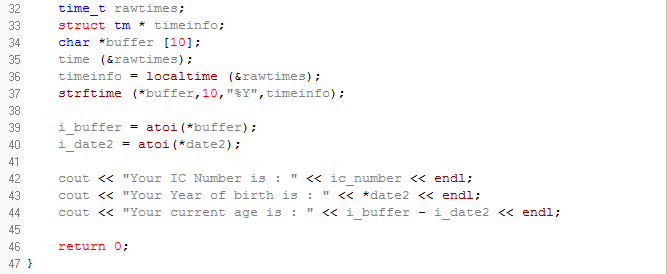 32 time_t rawtimes;
33 struct tm * timeinfo;
34 char *buffer [10];
35 time (&rawtimes);
36 timeinfo = localtime (&rawtimes);
37 strftime (*buffer,10,"%Y",timeinfo);
38
39 i_buffer = atoi(*buffer);
40 i_date2 = atoi(*date2);
41
42 cout << "Your IC Number is : " << ic_number << endl;
43 cout << "Your Year of birth is : " << *date2 << endl;
44 cout << "Your current age is : " << i_buffer - i_date2 << endl;
45
46 return 0;
47 }